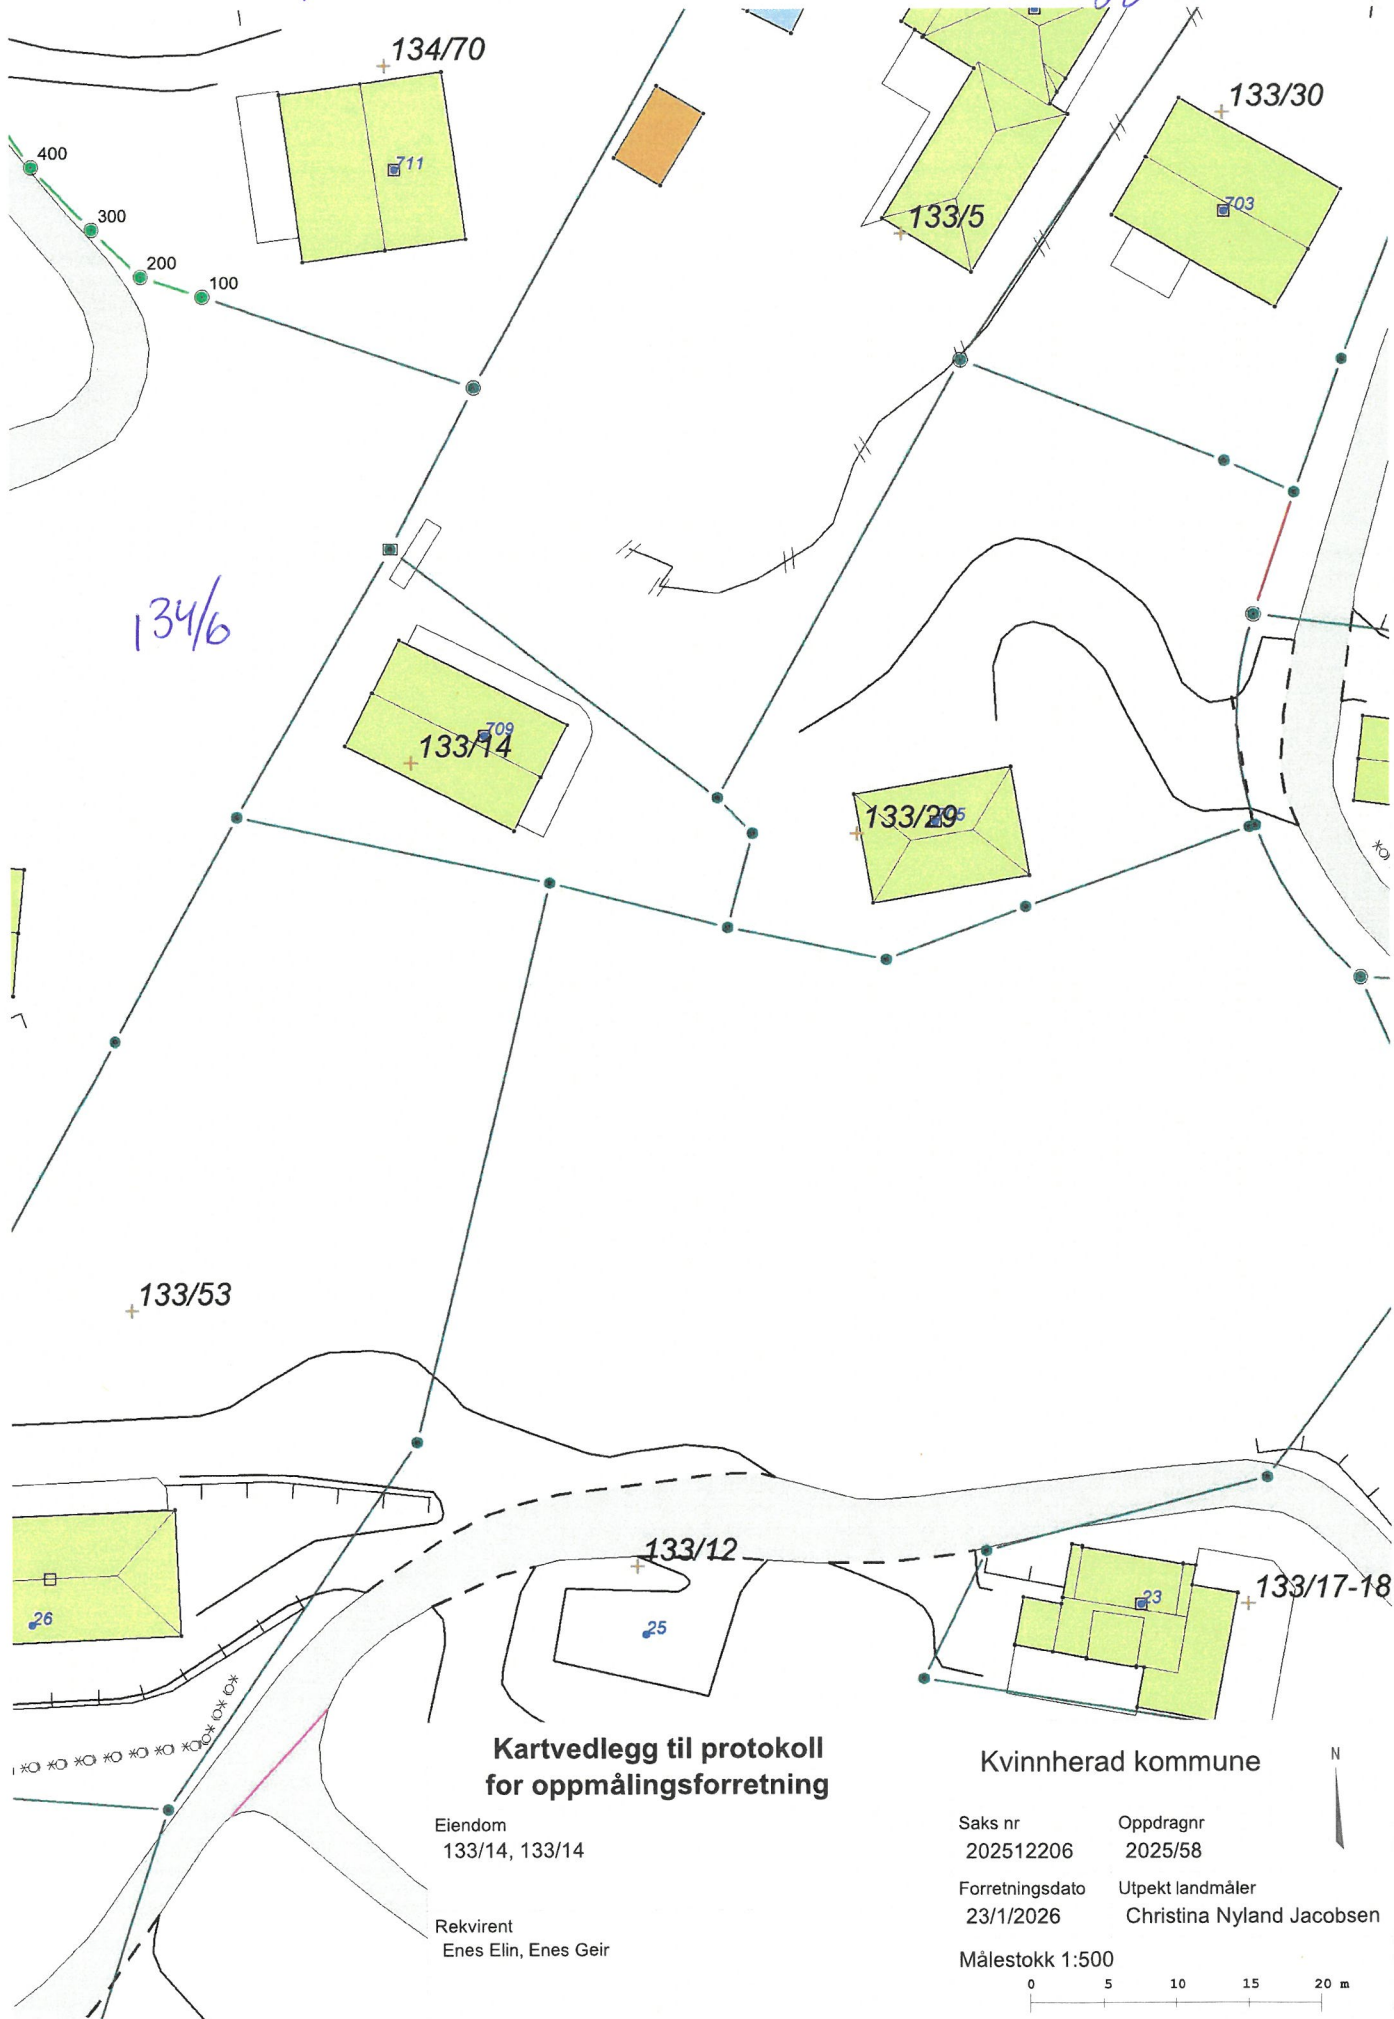 134/70
133/30
711
133/5
703
400
300
200
100
134/6
709
133/14
133/29
705
133/53
133/12
133/17-18
23
26
25
Kartvedlegg til protokoll
for oppmålingsforretning
Kvinnherad kommune
N
Eiendom
133/14, 133/14
Saks nr Oppdragnr
202512206 2025/58
Forretningsdato Utpekt landmåler
23/1/2026 Christina Nyland Jacobsen
Rekvirent
Enes Elin, Enes Geir
Målestokk 1:500
0 5 10 15 20 m